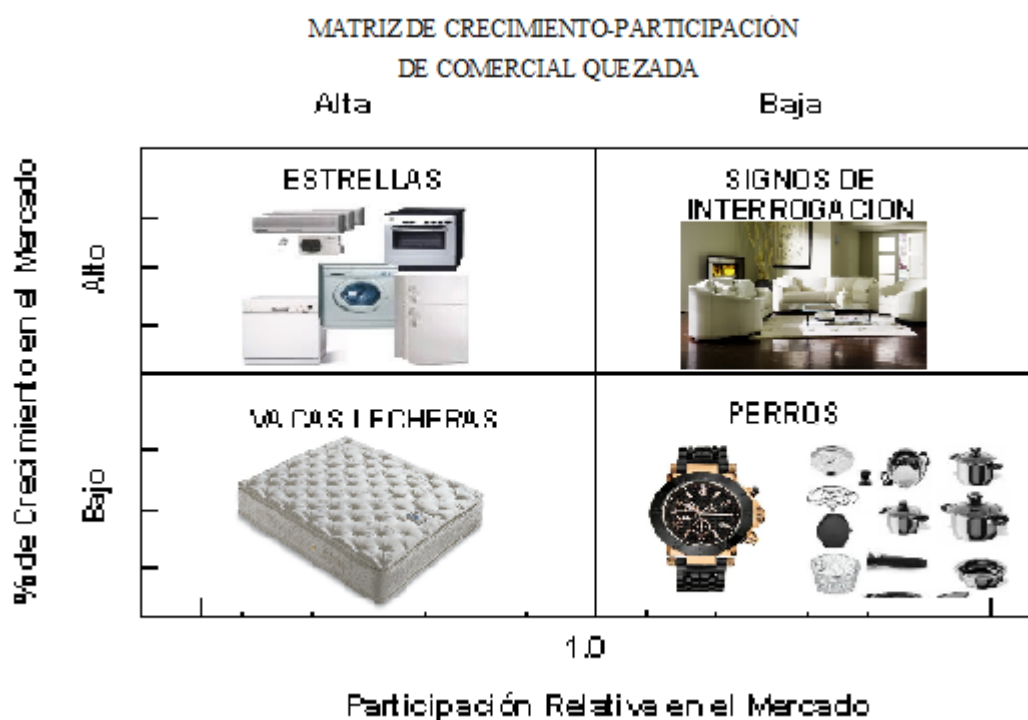 MATRIZ DE CRECIMIENTO-PARTICIPACIÓN
DE COMERCIAL QUEZADA
Alta
Baja
% de Crecimiento en el Mercado
Alto
Bajo
ESTRELLAS
SIGNOS DE
INTERROGACION
VACAS LECHERAS
PERROS
1.0
Participación Relativa en el Mercado